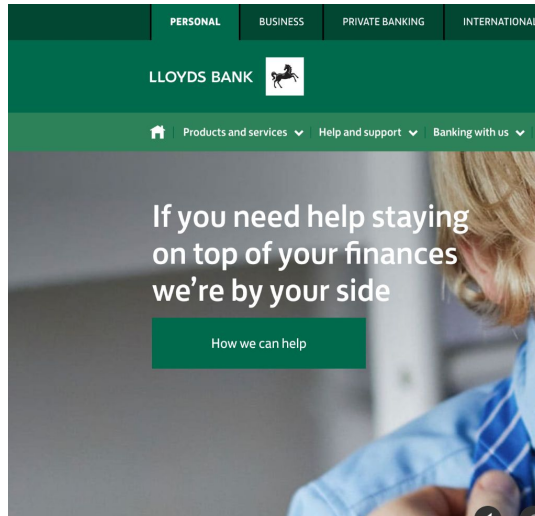 PERSONAL BUSINESS PRIVATE BANKING INTERNATIONAL
LLOYDS BANK
Products and services Help and support Banking with us
If you need help staying
on top of your finances
we're by your side
How we can help